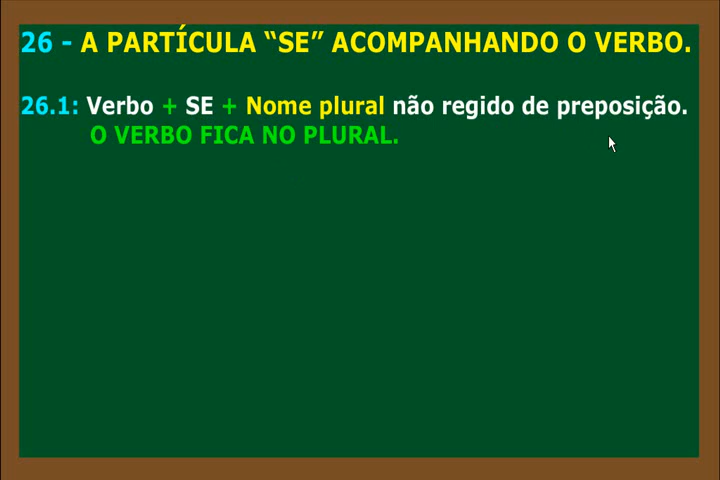 26 - A PARTÍCULA “SE” ACOMPANHANDO O VERBO.
26.1: Verbo + SE + Nome plural não regido de preposição.
O VERBO FICA NO PLURAL.